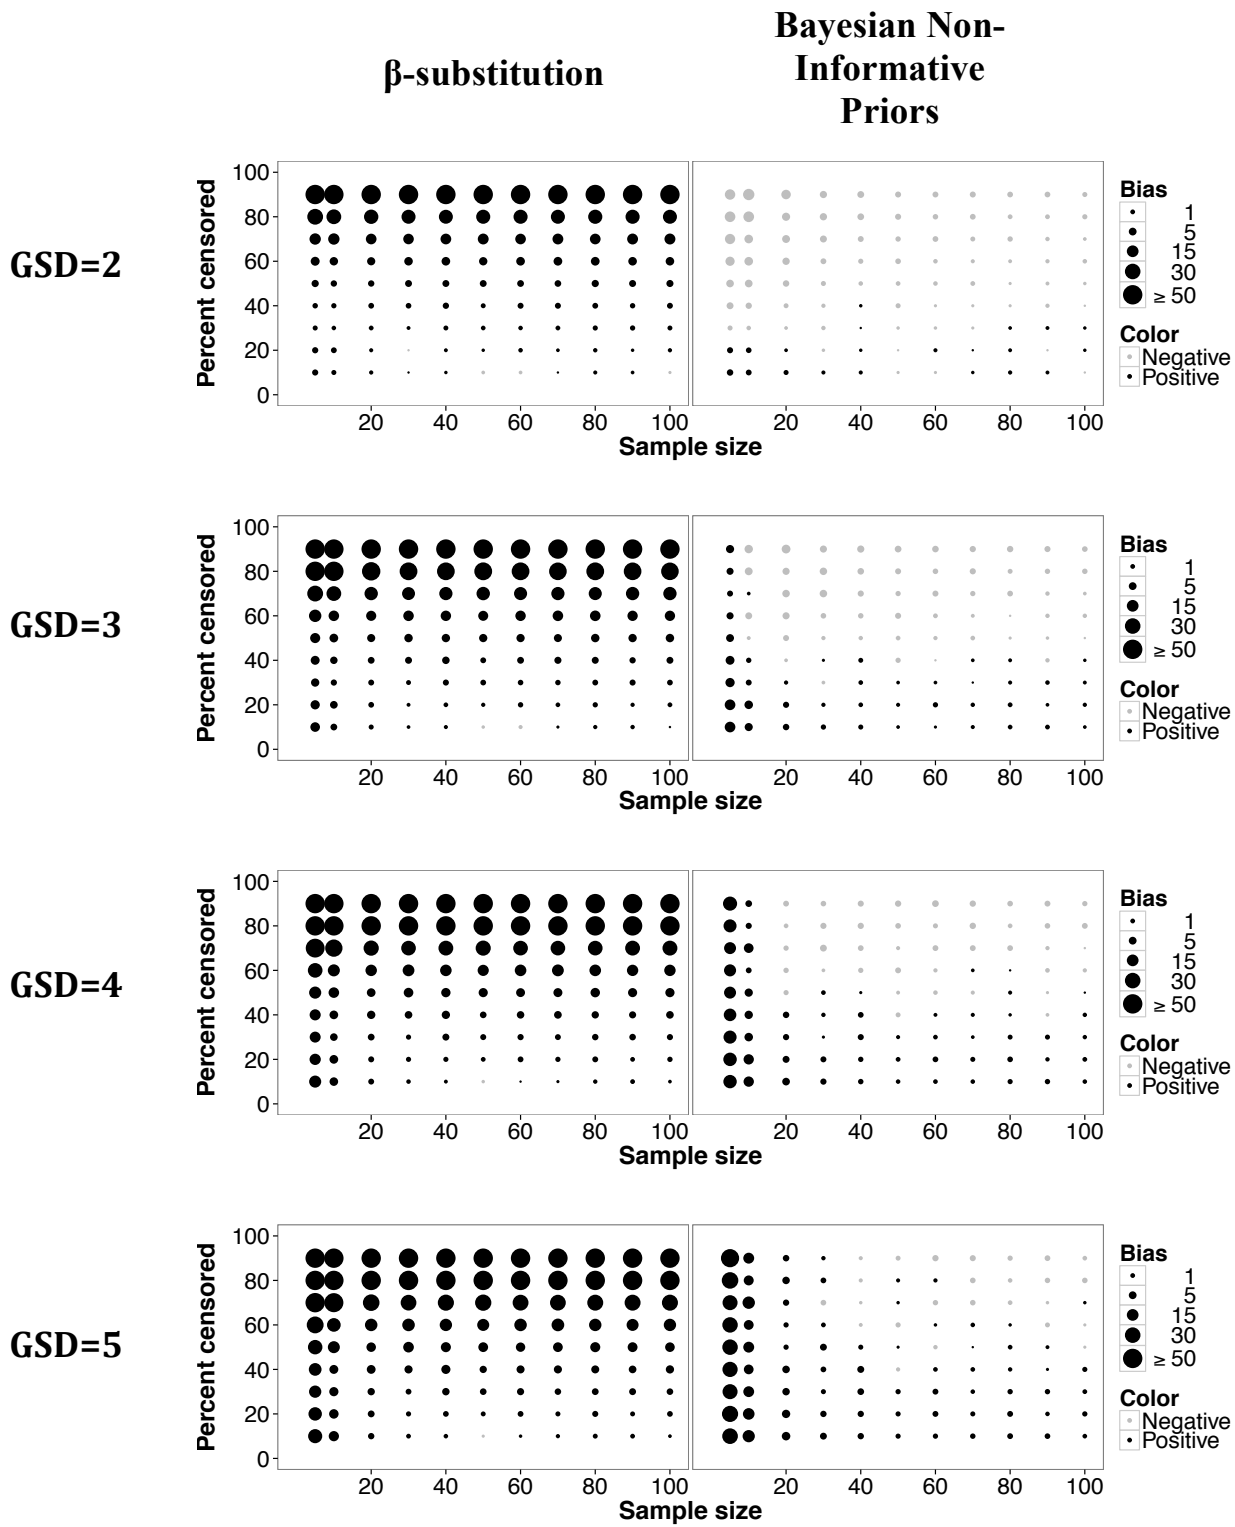 Bayesian Non-
Informative
Priors
β-substitution
GSD=2
Percent censored
100
80
60
40
20
0
20 40 60 80 100 20 40 60 80 100
Sample size
Bias
1
5
15
30
≥ 50
Color
Negative
Positive
GSD=3
Percent censored
100
80
60
40
20
0
20 40 60 80 100 20 40 60 80 100
Sample size
Bias
1
5
15
30
≥ 50
Color
Negative
Positive
GSD=4
Percent censored
100
80
60
40
20
0
20 40 60 80 100 20 40 60 80 100
Sample size
Bias
1
5
15
30
≥ 50
Color
Negative
Positive
GSD=5
Percent censored
100
80
60
40
20
0
20 40 60 80 100 20 40 60 80 100
Sample size
Bias
1
5
15
30
≥ 50
Color
Negative
Positive